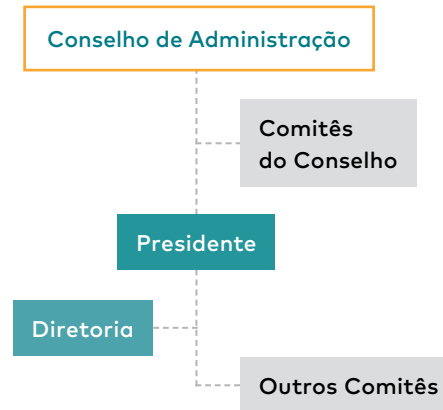 Conselho de Administração
Comitês
do Conselho
Presidente
Diretoria
Outros Comitês